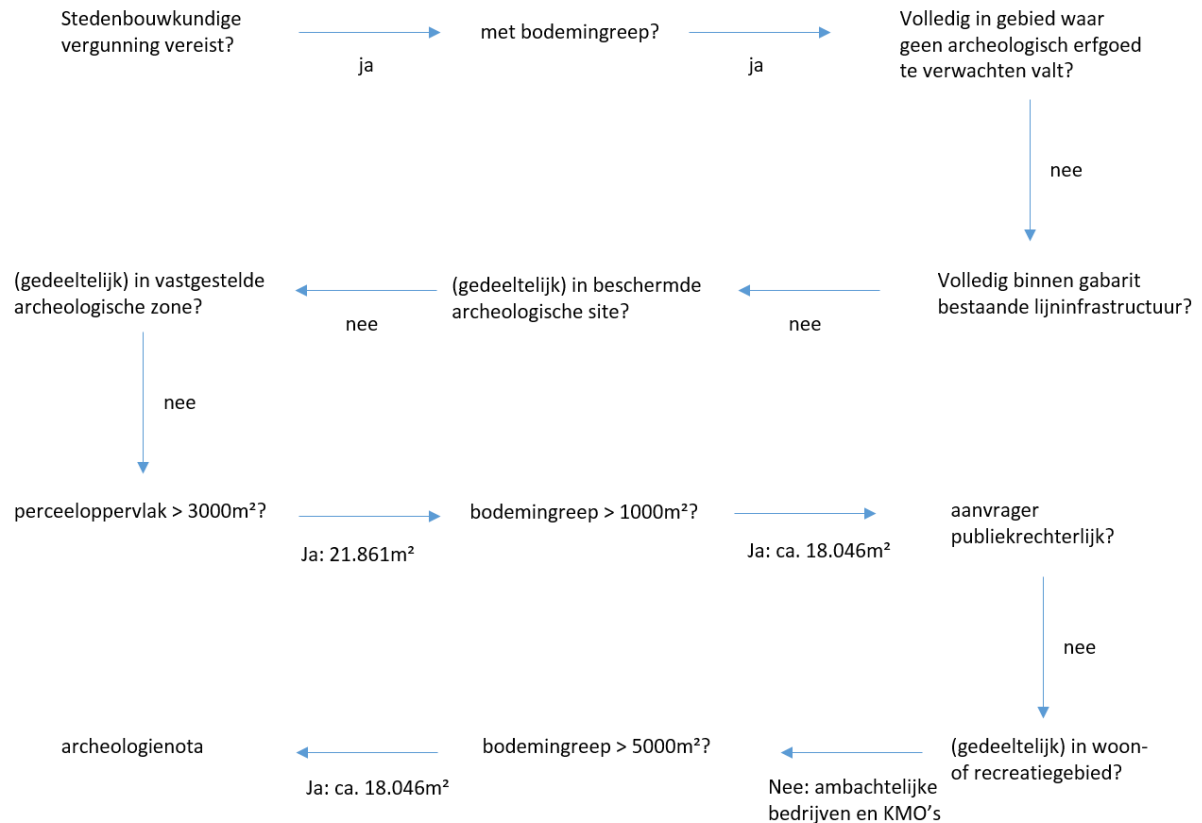 Stedenbouwkundige
vergunning vereist?
ja
met bodemingreep?
ja
Volledig in gebied waar
geen archeologisch erfgoed
te verwachten valt?
nee
Volledig binnen gabarit
bestaande lijninfrastructuur?
nee
(gedeeltelijk) in beschermde
archeologische site?
nee
(gedeeltelijk) in vastgestelde
archeologische zone?
nee
perceeloppervlak > 3000m²?
Ja: 21.861m²
bodemingreep > 1000m²?
Ja: ca. 18.046m²
aanvrager
publiekrechterlijk?
nee
(gedeeltelijk) in woon-
of recreatiegebied?
Nee: ambachtelijke
bedrijven en KMO's
bodemingreep > 5000m²?
Ja: ca. 18.046m²
archeologienota